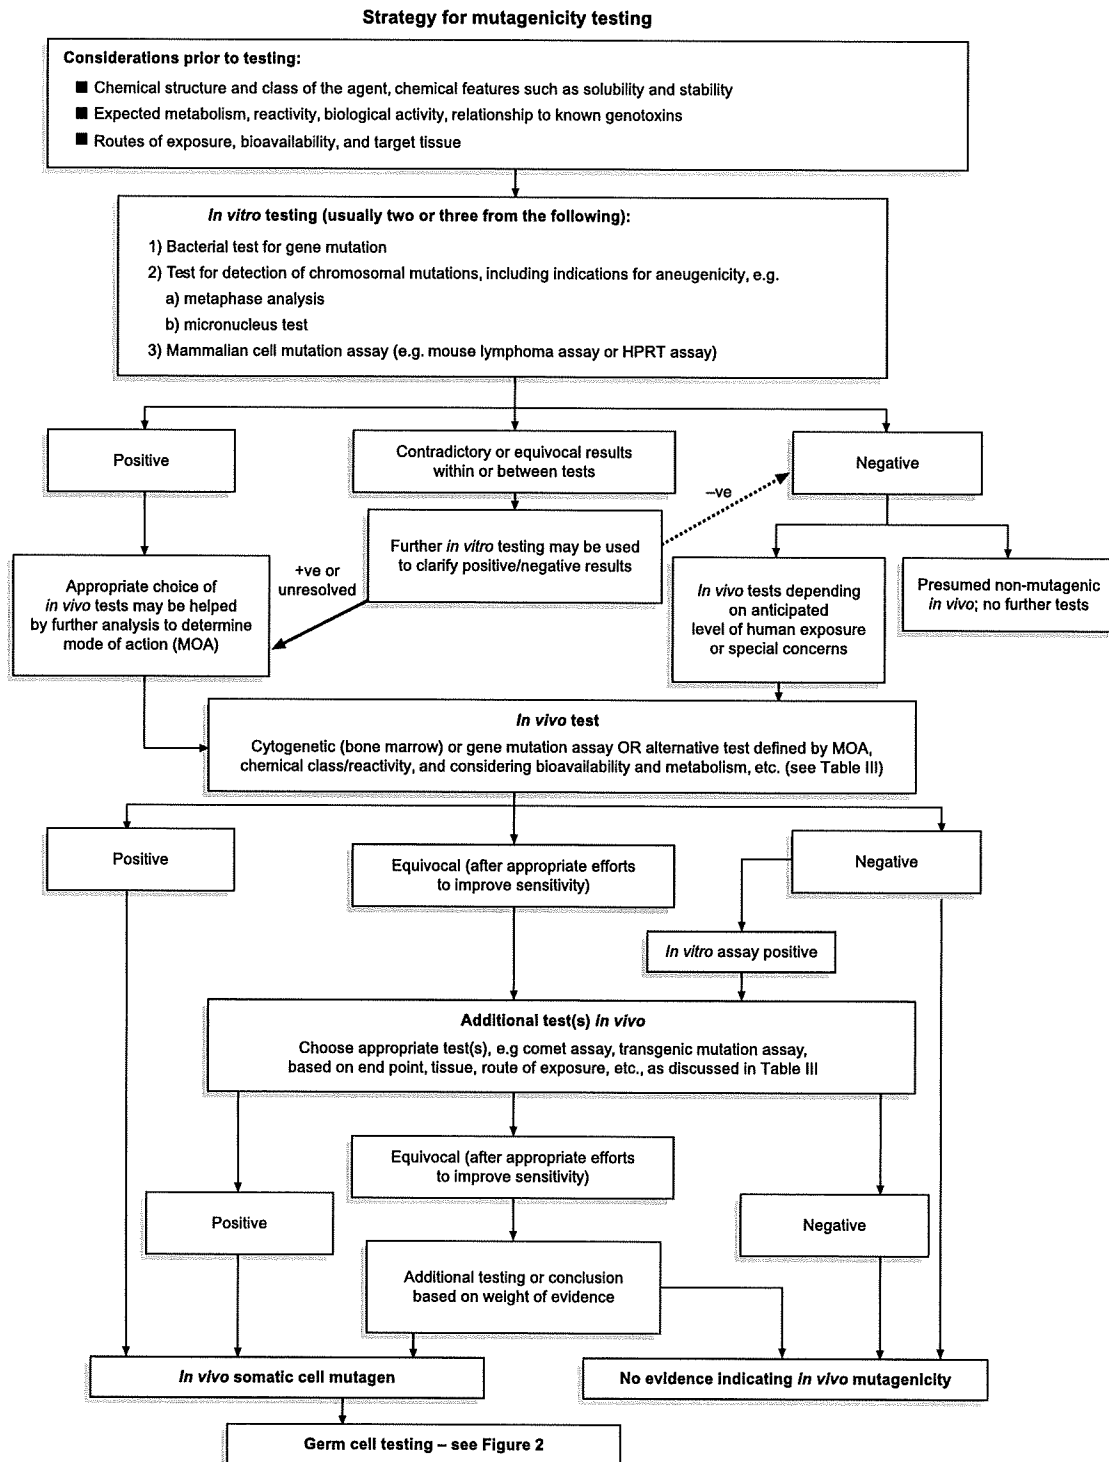 Strategy for mutagenicity testing
Considerations prior to testing:
■ Chemical structure and class of the agent, chemical features such as solubility and stability
■ Expected metabolism, reactivity, biological activity, relationship to known genotoxins
■ Routes of exposure, bioavailability, and target tissue
In vitro testing (usually two or three from the following):
1) Bacterial test for gene mutation
2) Test for detection of chromosomal mutations, including indications for aneugenicity, e.g.
a) metaphase analysis
b) micronucleus test
3) Mammalian cell mutation assay (e.g. mouse lymphoma assay or HPRT assay)
Positive
Contradictory or equivocal results
within or between tests
Negative
–ve
Further in vitro testing may be used
to clarify positive/negative results
+ve or
unresolved
Appropriate choice of
in vivo tests may be helped
by further analysis to determine
mode of action (MOA)
In vivo tests depending
on anticipated
level of human exposure
or special concerns
Presumed non-mutagenic
in vivo; no further tests
In vivo test
Cytogenetic (bone marrow) or gene mutation assay OR alternative test defined by MOA,
chemical class/reactivity, and considering bioavailability and metabolism, etc. (see Table III)
Positive
Equivocal (after appropriate efforts
to improve sensitivity)
Negative
In vitro assay positive
Additional test(s) in vivo
Choose appropriate test(s), e.g comet assay, transgenic mutation assay,
based on end point, tissue, route of exposure, etc., as discussed in Table III
Equivocal (after appropriate efforts
to improve sensitivity)
Positive
Negative
Additional testing or conclusion
based on weight of evidence
In vivo somatic cell mutagen
No evidence indicating in vivo mutagenicity
Germ cell testing – see Figure 2